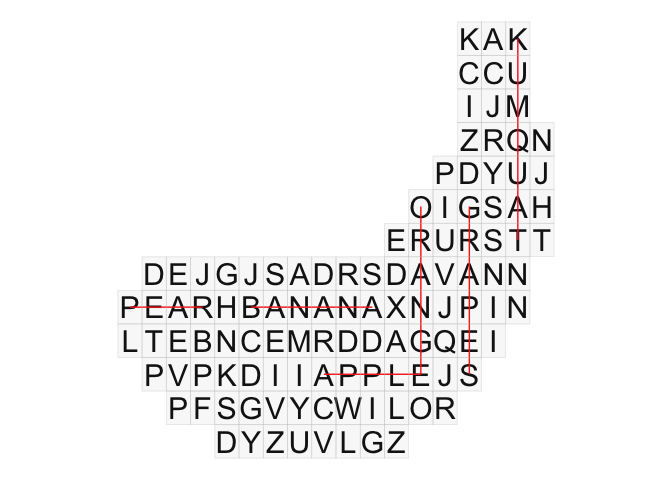 KAK
CCU
IJM
ZRQN
PDYUJ
OIGSAH
ERURSTT
DEJGJSADRSDAVANN
PEARHBANANAXNJPIN
LTEBNCEMRDDAGQEI
PVPKDIIAPPLEJS
PFSGVYCWILOR
DYZUVLGZ